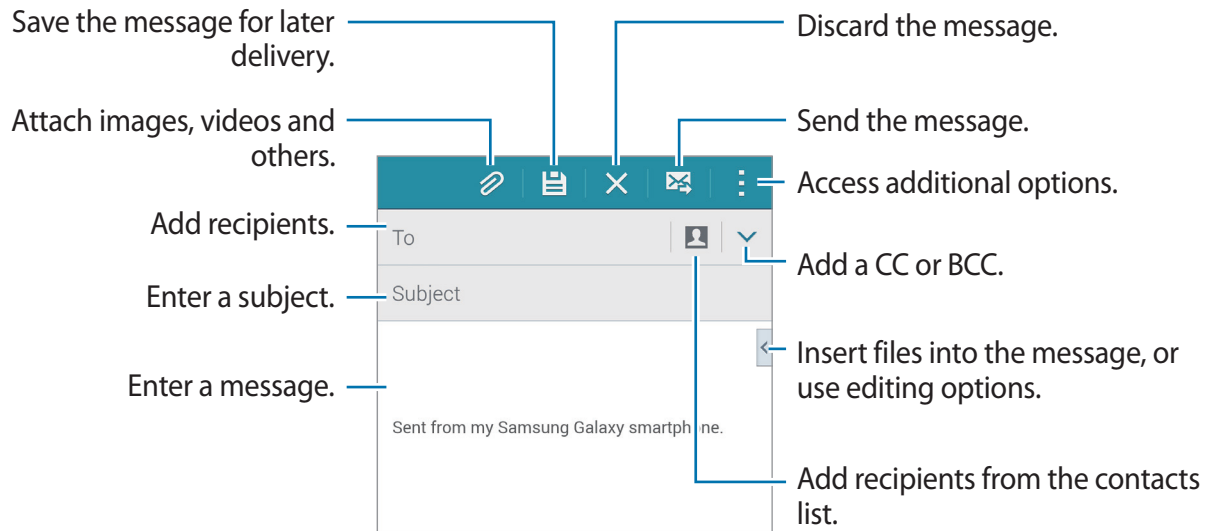 Save the message for later
delivery.
Attach images, videos and
others.
Add recipients.
Enter a subject.
Enter a message.
To
Subject
Sent from my Samsung Galaxy smartphone.
Discard the message.
Send the message.
Access additional options.
Add a CC or BCC.
Insert files into the message, or
use editing options.
Add recipients from the contacts
list.